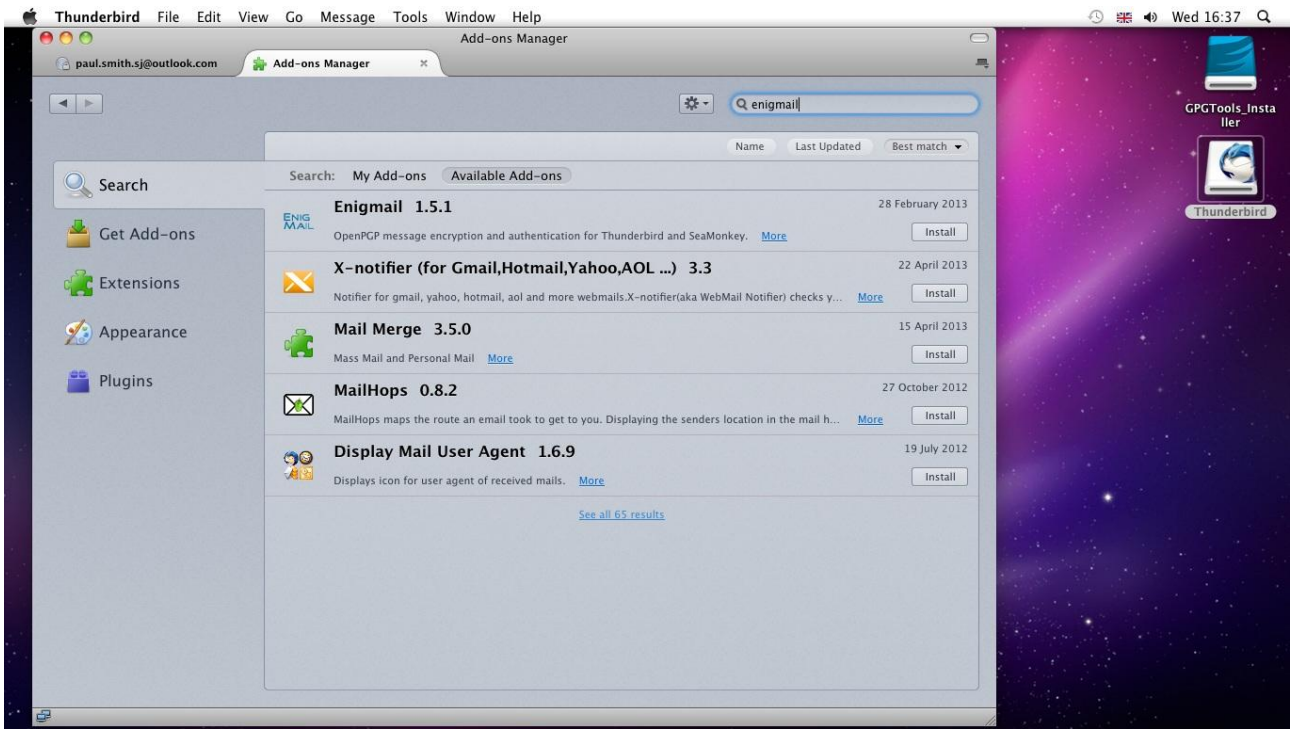 Thunderbird File Edit View Go Message Tools Window Help Wed 16:37
Add-ons Manager
paul.smith.sj@outlook.com Add-ons Manager
enigmail
GPGTools_Insta
ller
Thunderbird
Name Last Updated Best match
Search: My Add-ons Available Add-ons
Search
Get Add-ons
Extensions
Appearance
Plugins
ENIG
MAIL
Enigmail 1.5.1 28 February 2013
OpenPGP message encryption and authentication for Thunderbird and SeaMonkey. More Install
X-notifier (for Gmail,Hotmail,Yahoo,AOL ...) 3.3 22 April 2013
Notifier for gmail, yahoo, hotmail, aol and more webmails.X-notifier(aka WebMail Notifier) checks y... More Install
Mail Merge 3.5.0 15 April 2013
Mass Mail and Personal Mail More Install
MailHops 0.8.2 27 October 2012
MailHops maps the route an email took to get to you. Displaying the senders location in the mail h... More Install
Display Mail User Agent 1.6.9 19 July 2012
Displays icon for user agent of received mails. More Install
See all 65 results